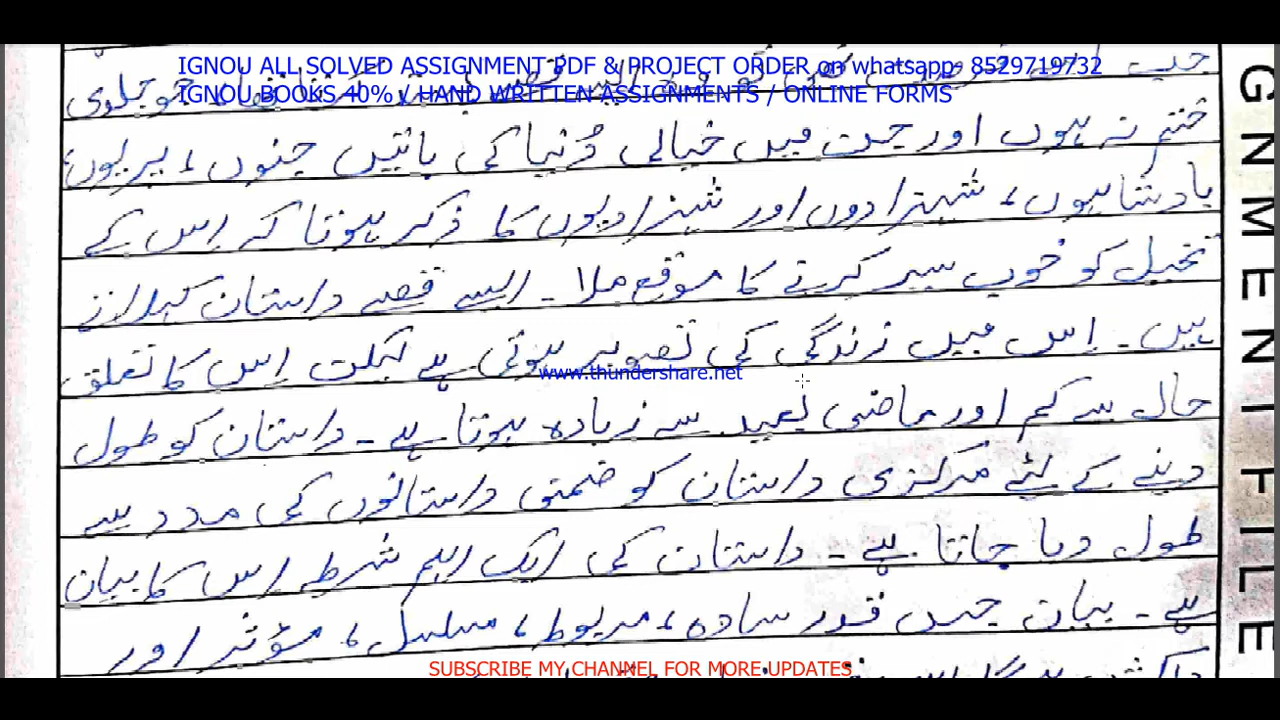 IGNOU ALL SOLVED ASSIGNMENT PDF & PROJECT ORDER on whatsapp- 8529719732
IGNOU BOOKS 40% / HAND WRITTEN ASSIGNMENTS / ONLINE FORMS
جو جلدی
ختم نہ ہوں اور جن میں خیالی دُنیا کی باتیں جنوں ، پریوں،
بادشاہوں ، شہزادوں اور شہزادیوں کا ذکر ہوتا کہ اِس کے
تخیل کو خوب سیر کرنے کا موقع ملا ۔ ایسے قصے داستان کہلاتے
ہیں ۔ اِس میں زندگی کی تصویر ہوتی ہے لیکن اِس کا تعلق
www.thundershare.net
حال سے کم اور ماضی بعید سے زیادہ ہوتا ہے ۔ داستان کو طول
دینے کے لئے مرکزی داستان کو ضمنی داستانوں کی مدد سے
طول دیا جاتا ہے ۔ داستان کی ایک اہم شرط اِس کا بیان
ہے ۔ بیان جس قدر سادہ ، مربوط ، مسلسل ، مؤثر اور
SUBSCRIBE MY CHANNEL FOR MORE UPDATES
GNMENT FILE